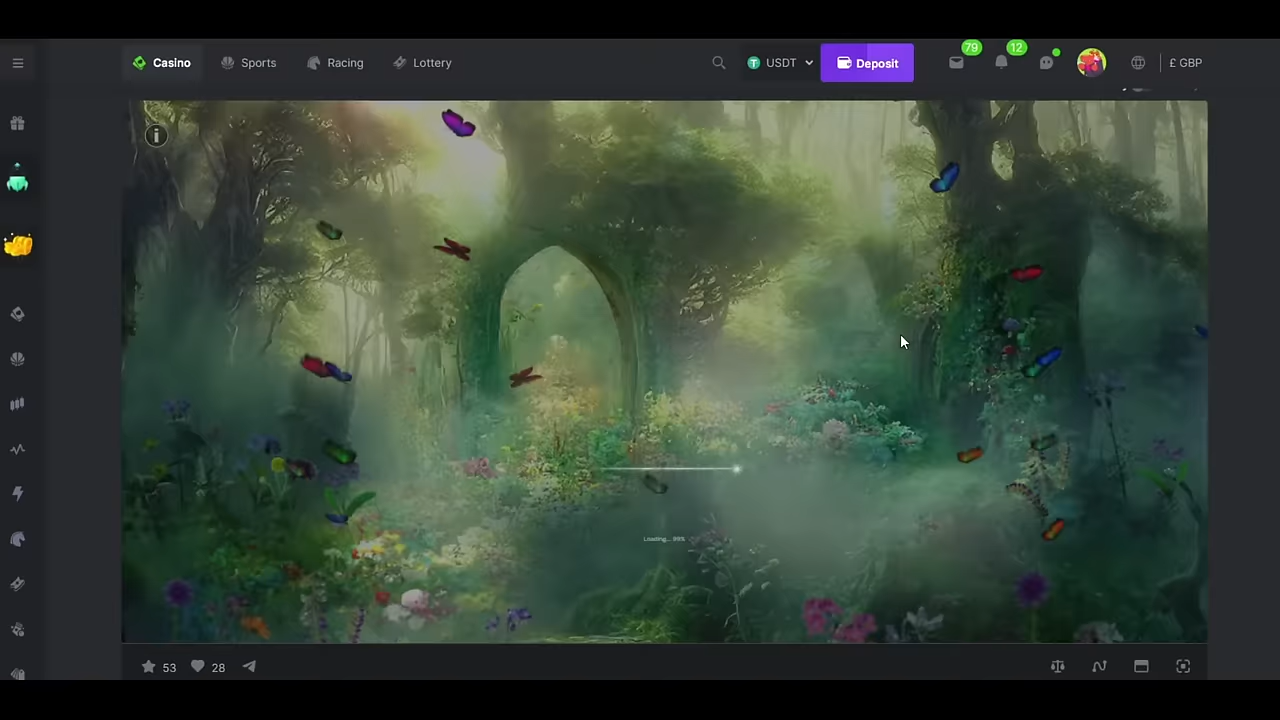 Casino
Sports
Racing
Lottery
USDT
Deposit
79
12
£ GBP
Loading... 99%
53
28